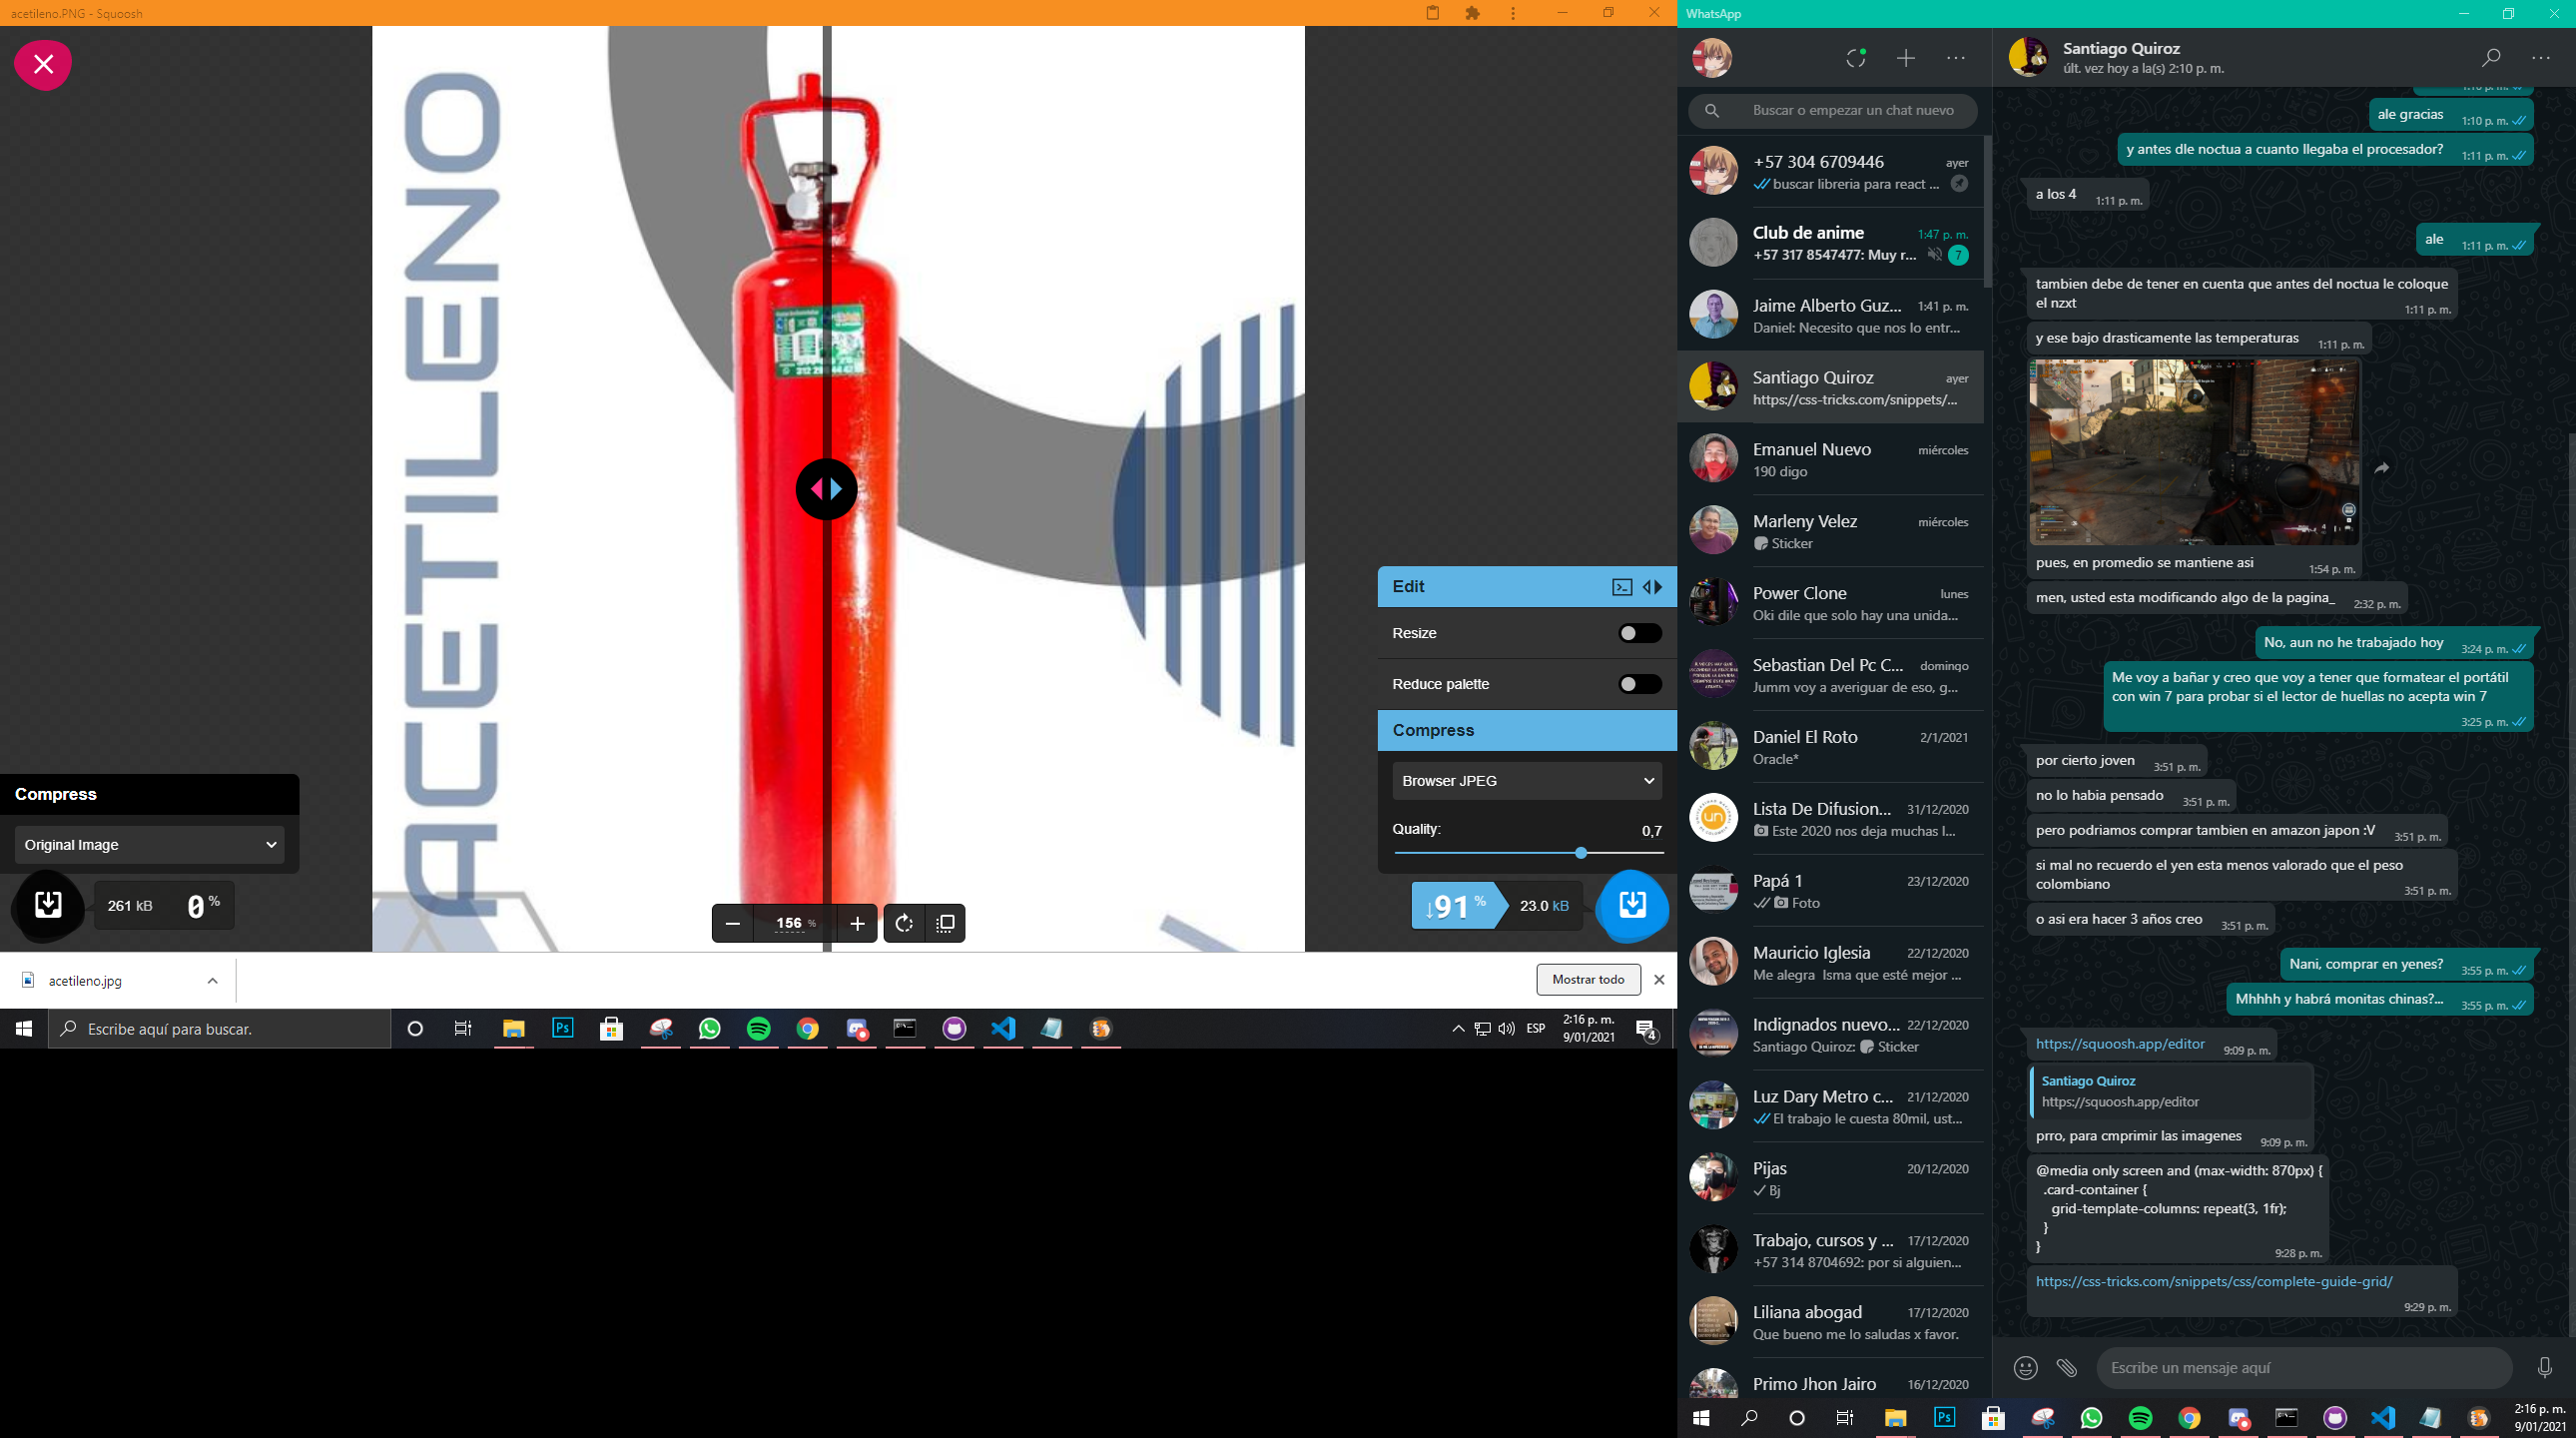 acetileno.PNG - Squoosh
ACETILENO
Edit
Resize
Reduce palette
Compress
Browser JPEG
Quality:
0,7
↓91 %
23.0 kB
Compress
Original Image
261 kB
0 %
156 %
acetileno.jpg
Mostrar todo
Escribe aquí para buscar.
ESP
2:16 p. m.
9/01/2021
4
WhatsApp
Buscar o empezar un chat nuevo
+57 304 6709446
ayer
buscar libreria para react ...
Club de anime
1:47 p. m.
+57 317 8547477: Muy r...
7
Jaime Alberto Guz...
1:41 p. m.
Daniel: Necesito que nos lo entr...
Santiago Quiroz
ayer
https://css-tricks.com/snippets/...
Emanuel Nuevo
miércoles
190 digo
Marleny Velez
miércoles
Sticker
Power Clone
lunes
Oki dile que solo hay una unida...
Sebastian Del Pc C...
domingo
Jumm voy a averiguar de eso, g...
Daniel El Roto
2/1/2021
Oracle*
Lista De Difusion...
31/12/2020
Este 2020 nos deja muchas l...
Papá 1
23/12/2020
Foto
Mauricio Iglesia
22/12/2020
Me alegra  Isma que esté mejor ...
Indignados nuevo...
22/12/2020
Santiago Quiroz: Sticker
Luz Dary Metro c...
21/12/2020
El trabajo le cuesta 80mil, ust...
Pijas
20/12/2020
Bj
Trabajo, cursos y ...
17/12/2020
+57 314 8704692: por si alguien...
Liliana abogad
17/12/2020
Que bueno me lo saludas x favor.
Primo Jhon Jairo
16/12/2020
Santiago Quiroz
últ. vez hoy a la(s) 2:10 p. m.
ale gracias
1:10 p. m.
y antes dle noctua a cuanto llegaba el procesador?
1:11 p. m.
a los 4
1:11 p. m.
ale
1:11 p. m.
tambien debe de tener en cuenta que antes del noctua le coloque
el nzxt
1:11 p. m.
y ese bajo drasticamente las temperaturas
1:11 p. m.
pues, en promedio se mantiene asi
1:54 p. m.
men, usted esta modificando algo de la pagina_
2:32 p. m.
No, aun no he trabajado hoy
3:24 p. m.
Me voy a bañar y creo que voy a tener que formatear el portátil
con win 7 para probar si el lector de huellas no acepta win 7
3:25 p. m.
por cierto joven
3:51 p. m.
no lo habia pensado
3:51 p. m.
pero podriamos comprar tambien en amazon japon :V
3:51 p. m.
si mal no recuerdo el yen esta menos valorado que el peso
colombiano
3:51 p. m.
o asi era hacer 3 años creo
3:51 p. m.
Nani, comprar en yenes?
3:55 p. m.
Mhhhh y habrá monitas chinas?...
3:55 p. m.
https://squoosh.app/editor
9:09 p. m.
Santiago Quiroz
https://squoosh.app/editor
prro, para cmprimir las imagenes
9:09 p. m.
@media only screen and (max-width: 870px) {
.card-container {
grid-template-columns: repeat(3, 1fr);
}
}
9:28 p. m.
https://css-tricks.com/snippets/css/complete-guide-grid/
9:29 p. m.
Escribe un mensaje aquí
2:16 p. m.
9/01/2021